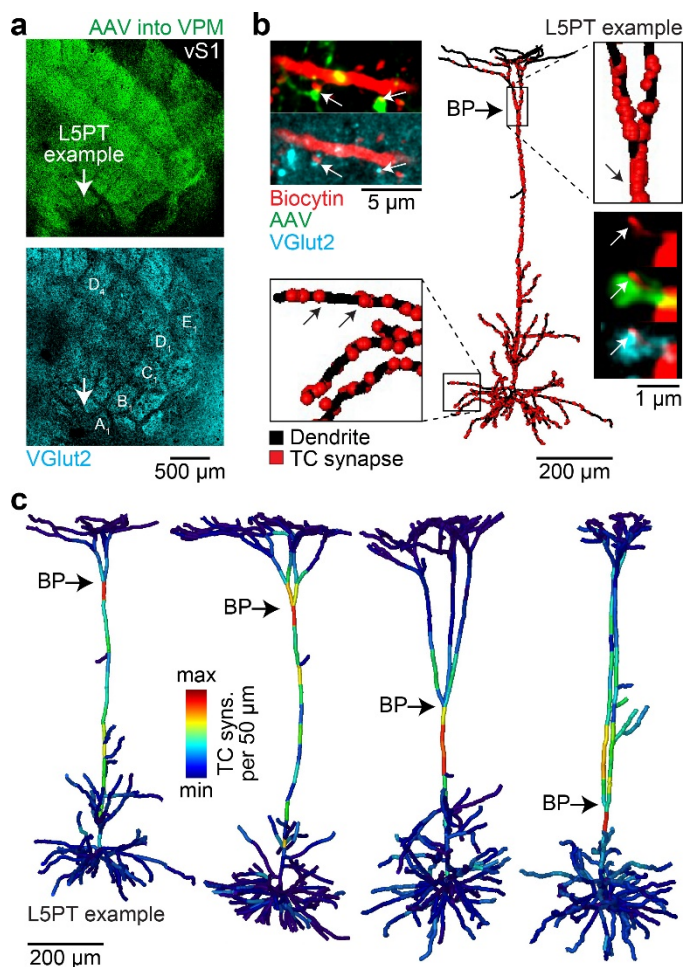 a
AAV into VPM
vS1
L5PT
example
D4
E1
D1
C1
B1
A1
VGlut2
500 µm
b
L5PT example
BP
Biocytin
AAV
VGlut2
5 µm
1 µm
Dendrite
TC synapse
200 µm
c
BP
BP
BP
BP
max
min
TC syns.
per 50 µm
L5PT example
200 µm